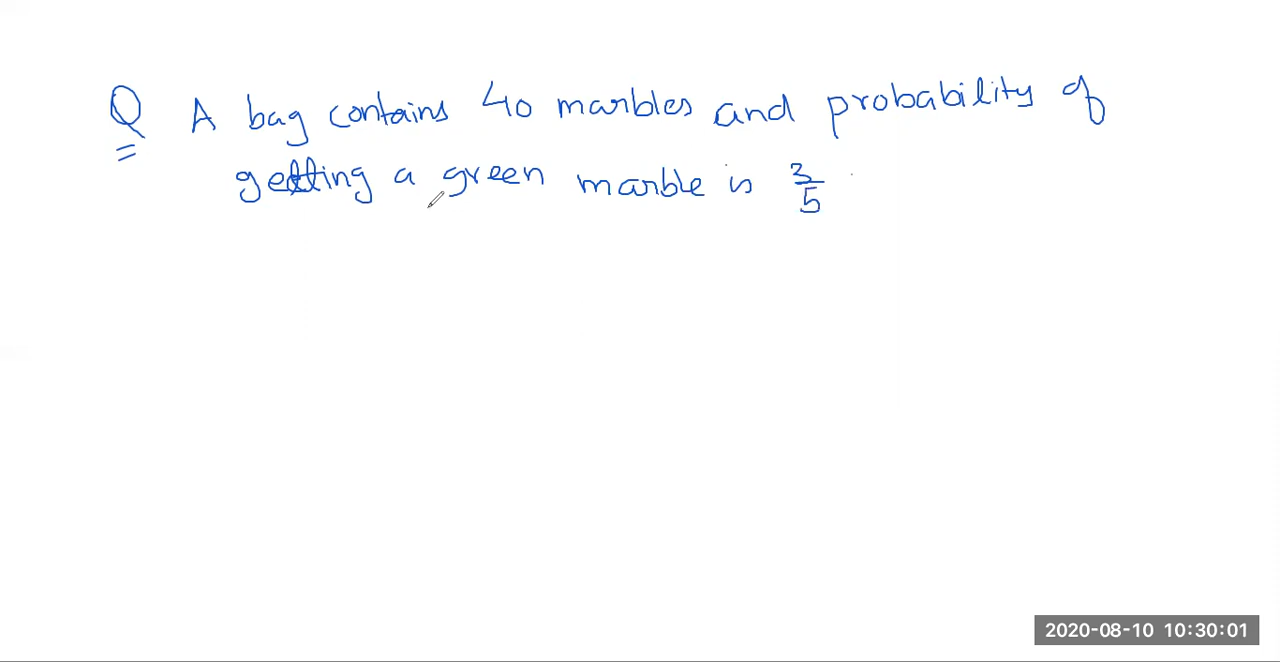 Q A bag contains 40 marbles and probability of
getting a green marble is 3/5
2020-08-10 10:30:01